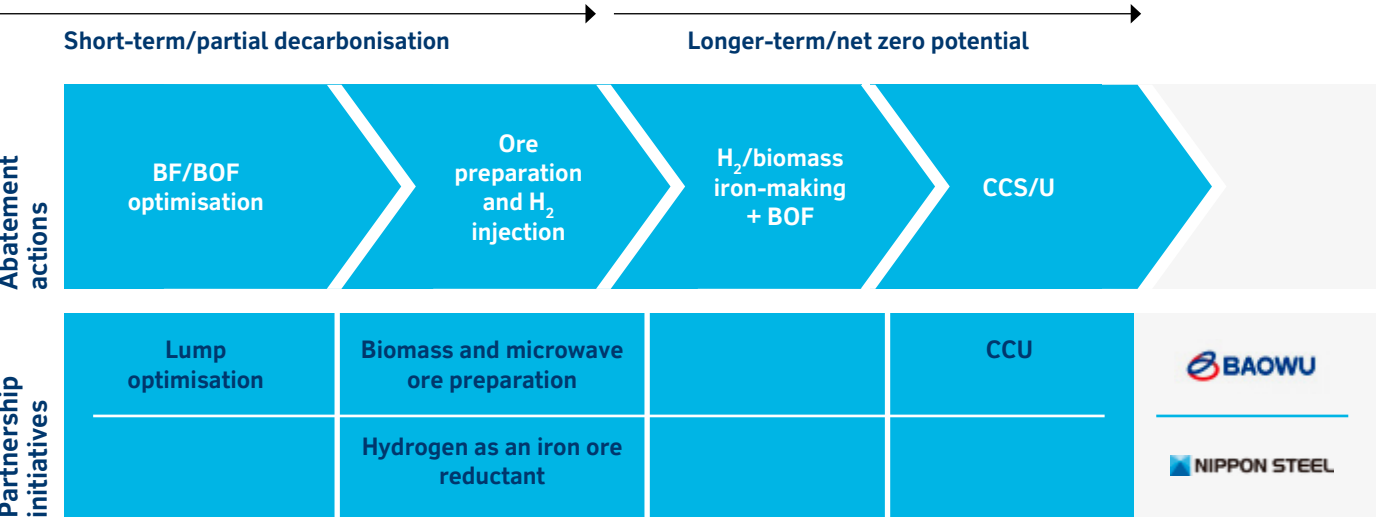 Short-term/partial decarbonisation
Longer-term/net zero potential
Abatement
actions
BF/BOF
optimisation
Ore
preparation
and H₂
injection
H₂/biomass
iron-making
+ BOF
CCS/U
Partnership
initiatives
Lump
optimisation
Biomass and microwave
ore preparation
CCU
BAOWU
Hydrogen as an iron ore
reductant
NIPPON STEEL